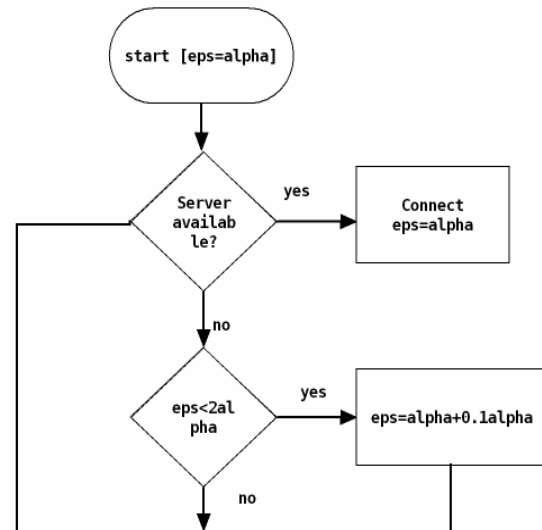 start [eps=alpha]
Server
availab
le?
yes
Connect
eps=alpha
no
eps<2al
pha
yes
eps=alpha+0.1alpha
no